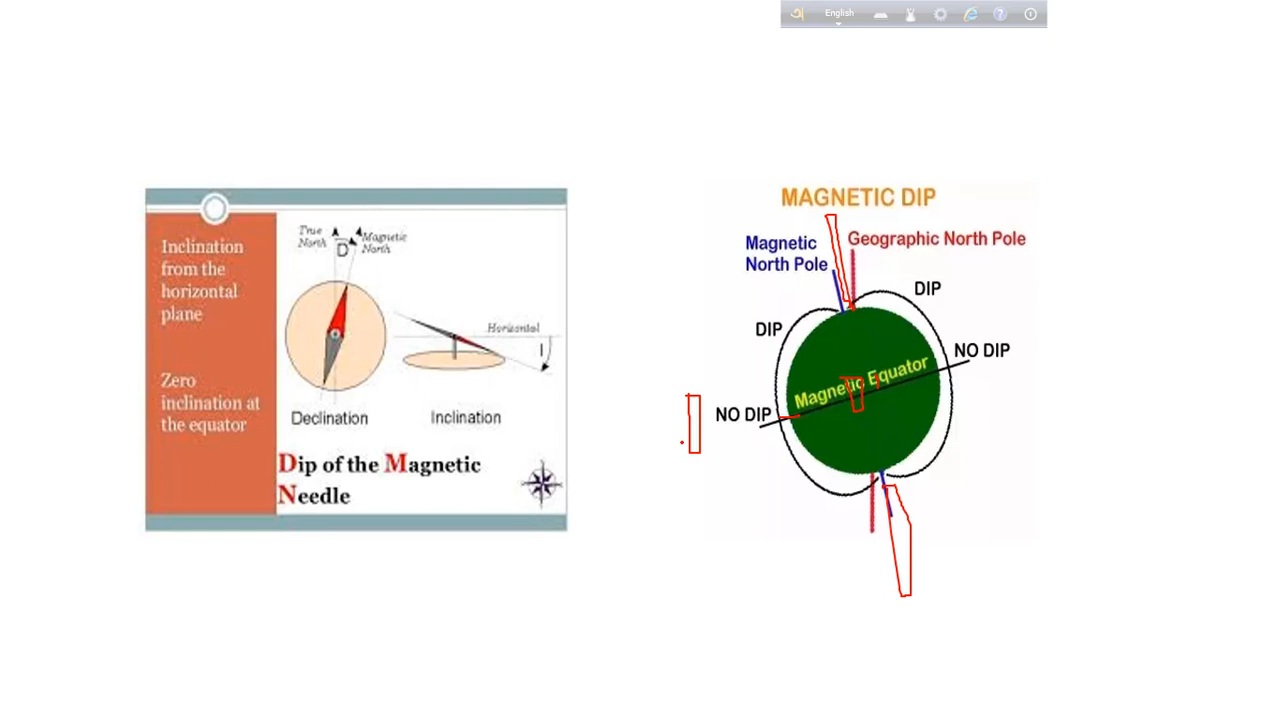 English
Inclination
from the
horizontal
plane
Zero
inclination at
the equator
True
North
D
Magnetic
North
Declination
Horizontal
I
Inclination
Dip of the Magnetic
Needle
MAGNETIC DIP
Magnetic
North Pole
Geographic North Pole
DIP
DIP
NO DIP
Magnetic Equator
NO DIP